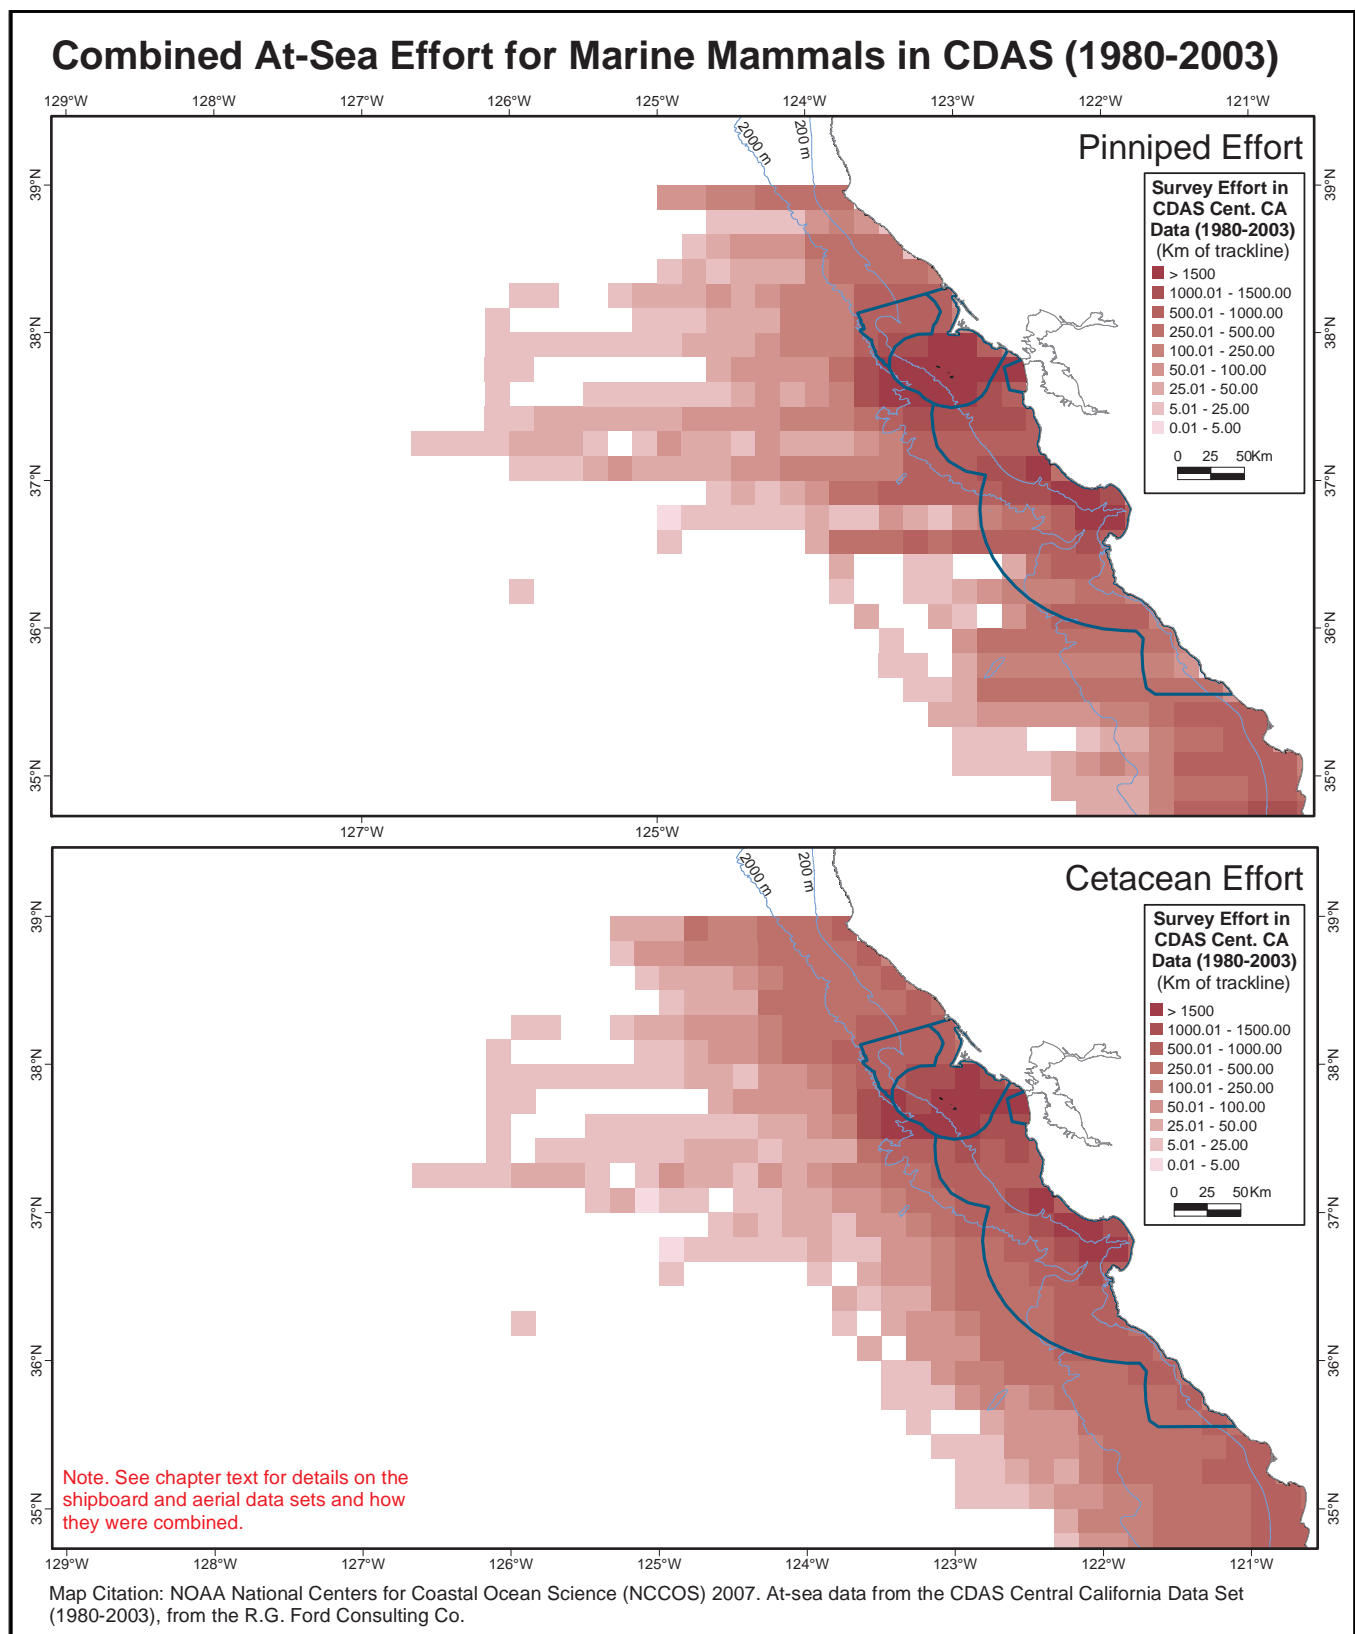 Combined At-Sea Effort for Marine Mammals in CDAS (1980-2003)
129°W 128°W 127°W 126°W 125°W 124°W 123°W 122°W 121°W
2000 m
200 m
Pinniped Effort
Survey Effort in
CDAS Cent. CA
Data (1980-2003)
(Km of trackline)
> 1500
1000.01 - 1500.00
500.01 - 1000.00
250.01 - 500.00
100.01 - 250.00
50.01 - 100.00
25.01 - 50.00
5.01 - 25.00
0.01 - 5.00
0 25 50Km
39°N 39°N
38°N 38°N
37°N 37°N
36°N 36°N
35°N 35°N
127°W 125°W
2000 m
200 m
Cetacean Effort
Survey Effort in
CDAS Cent. CA
Data (1980-2003)
(Km of trackline)
> 1500
1000.01 - 1500.00
500.01 - 1000.00
250.01 - 500.00
100.01 - 250.00
50.01 - 100.00
25.01 - 50.00
5.01 - 25.00
0.01 - 5.00
0 25 50Km
39°N 39°N
38°N 38°N
37°N 37°N
36°N 36°N
35°N 35°N
Note. See chapter text for details on the
shipboard and aerial data sets and how
they were combined.
129°W 128°W 127°W 126°W 125°W 124°W 123°W 122°W 121°W
Map Citation: NOAA National Centers for Coastal Ocean Science (NCCOS) 2007. At-sea data from the CDAS Central California Data Set
(1980-2003), from the R.G. Ford Consulting Co.